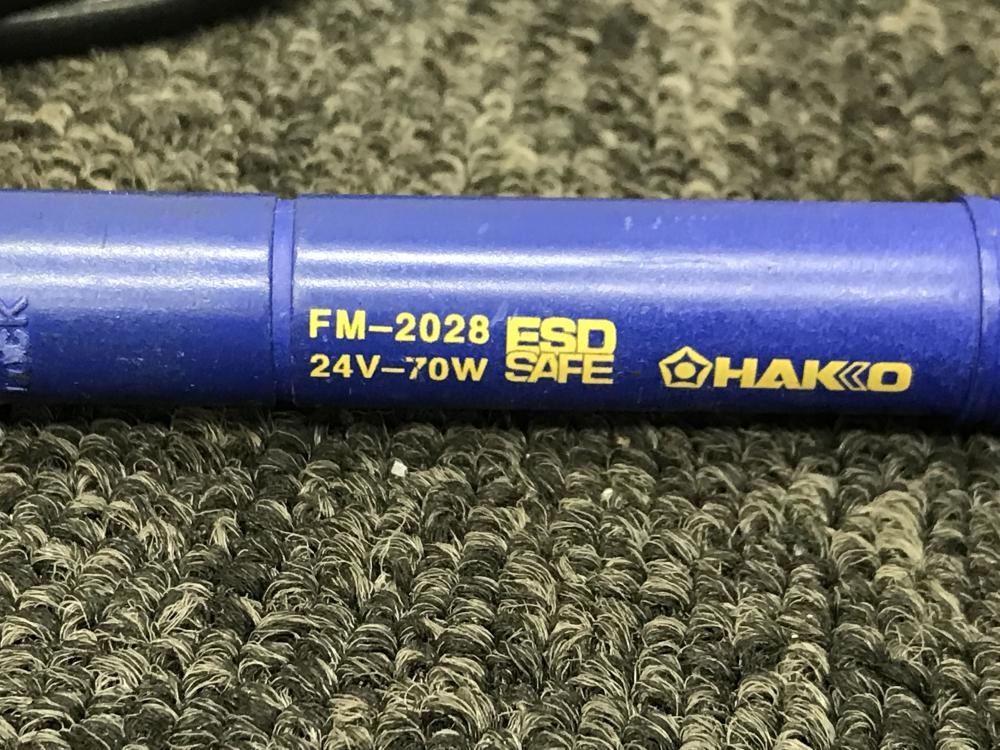 FM-2028
24V-70W
ESD
SAFE
HAKKO